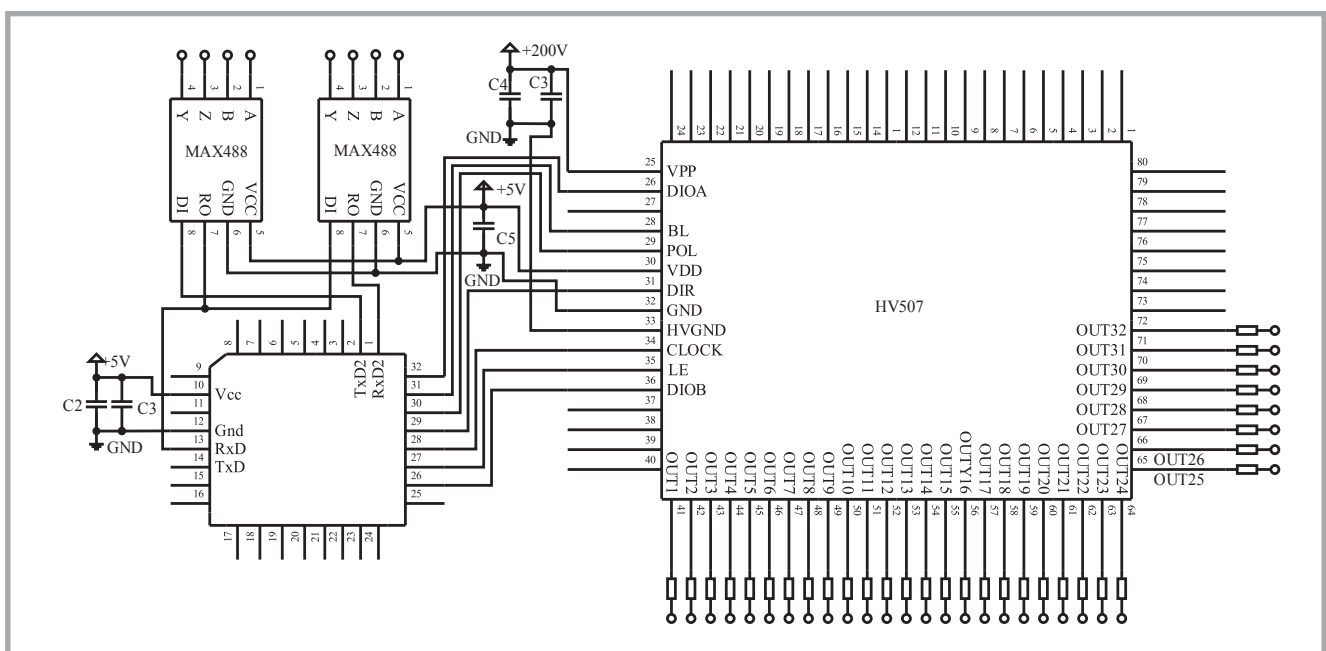 +200V
C4
C3
GND
4 3 2 1
Y Z B A
MAX488
DI RO GND VCC
8 7 6 5
4 3 2 1
Y Z B A
MAX488
DI RO GND VCC
8 7 6 5
+5V
C5
GND
8 7 6 5 4 3 2 1
TxD2 RxD2
+5V
C2
C3
GND
9
10 Vcc
11
12 Gnd
13 RxD
14 TxD
15
16
32
31
30
29
28
27
26
25
17 18 19 20 21 22 23 24
24 23 22 21 20 19 18 17 16 15 14 1 12 11 10 9 8 7 6 5 4 3 2 1
25 VPP
26 DIOA
27
28 BL
29 POL
30 VDD
31 DIR
32 GND
33 HVGND
34 CLOCK
35 LE
36 DIOB
37
38
39
40
HV507
80
79
78
77
76
75
74
73
OUT32 72
OUT31 71
OUT30 70
OUT29 69
OUT28 68
OUT27 67
66 OUT26
65 OUT25
OUT1 OUT2 OUT3 OUT4 OUT5 OUT6 OUT7 OUT8 OUT9 OUT10 OUT11 OUT12 OUT13 OUT14 OUT15 OUTY16 OUT17 OUT18 OUT19 OUT20 OUT21 OUT22 OUT23 OUT24
41 42 43 44 45 46 47 48 49 50 51 52 53 54 55 56 57 58 59 60 61 62 63 64